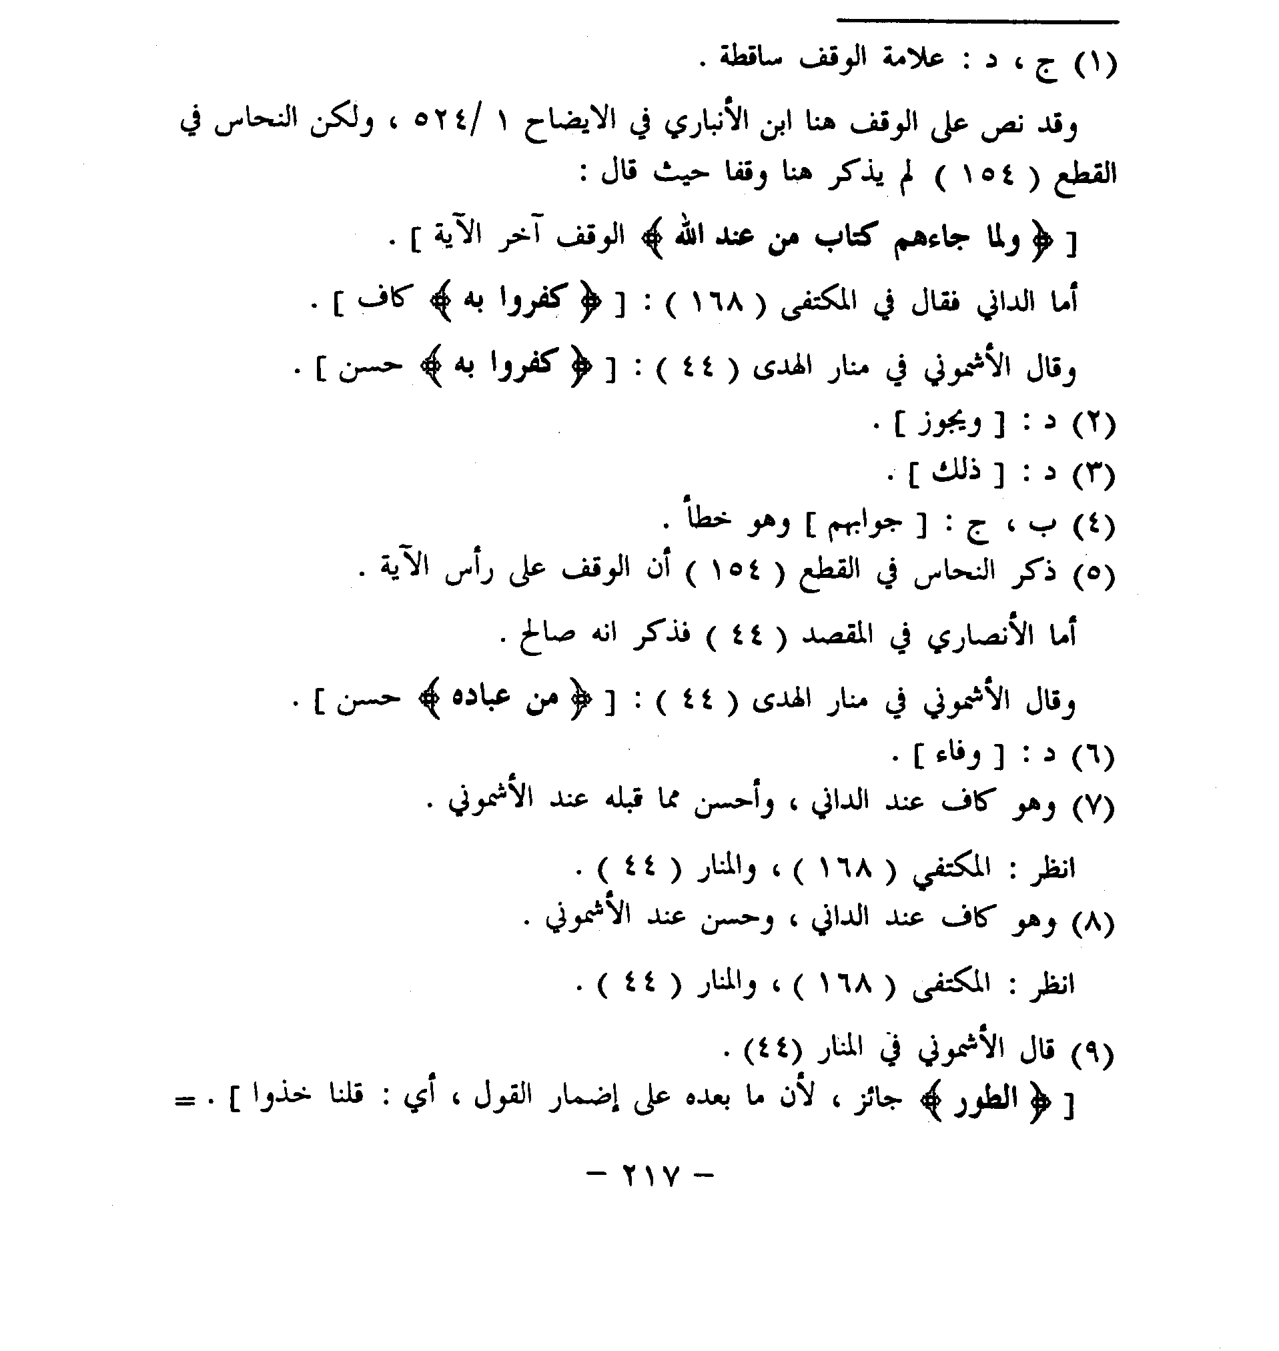 (١) ج ، د : علامة الوقف ساقطة .
وقد نص على الوقف هنا ابن الأنباري في الايضاح ١ /٥٢٤ ، ولكن النحاس في
القطع ( ١٥٤ ) لم يذكر هنا وقفا حيث قال :
[ ﴿ ولما جاءهم كتاب من عند الله ﴾ الوقف آخر الآية ] .
أما الداني فقال في المكتفى ( ١٦٨ ) : [ ﴿ كفروا به ﴾ كاف ] .
وقال الأشموني في منار الهدى ( ٤٤ ) : [ ﴿ كفروا به ﴾ حسن ] .
(٢) د : [ ويجوز ] .
(٣) د : [ ذلك ] .
(٤) ب ، ج : [ جوابهم ] وهو خطأ .
(٥) ذكر النحاس في القطع ( ١٥٤ ) أن الوقف على رأس الآية .
أما الأنصاري في المقصد ( ٤٤ ) فذكر انه صالح .
وقال الأشموني في منار الهدى ( ٤٤ ) : [ ﴿ من عباده ﴾ حسن ] .
(٦) د : [ وفاء ] .
(٧) وهو كاف عند الداني ، وأحسن مما قبله عند الأشموني .
انظر : المكتفي ( ١٦٨ ) ، والمنار ( ٤٤ ) .
(٨) وهو كاف عند الداني ، وحسن عند الأشموني .
انظر : المكتفى ( ١٦٨ ) ، والمنار ( ٤٤ ) .
(٩) قال الأشموني في المنار (٤٤) .
[ ﴿ الطور ﴾ جائز ، لأن ما بعده على إضمار القول ، أي : قلنا خذوا ] . =
– ٢١٧ –